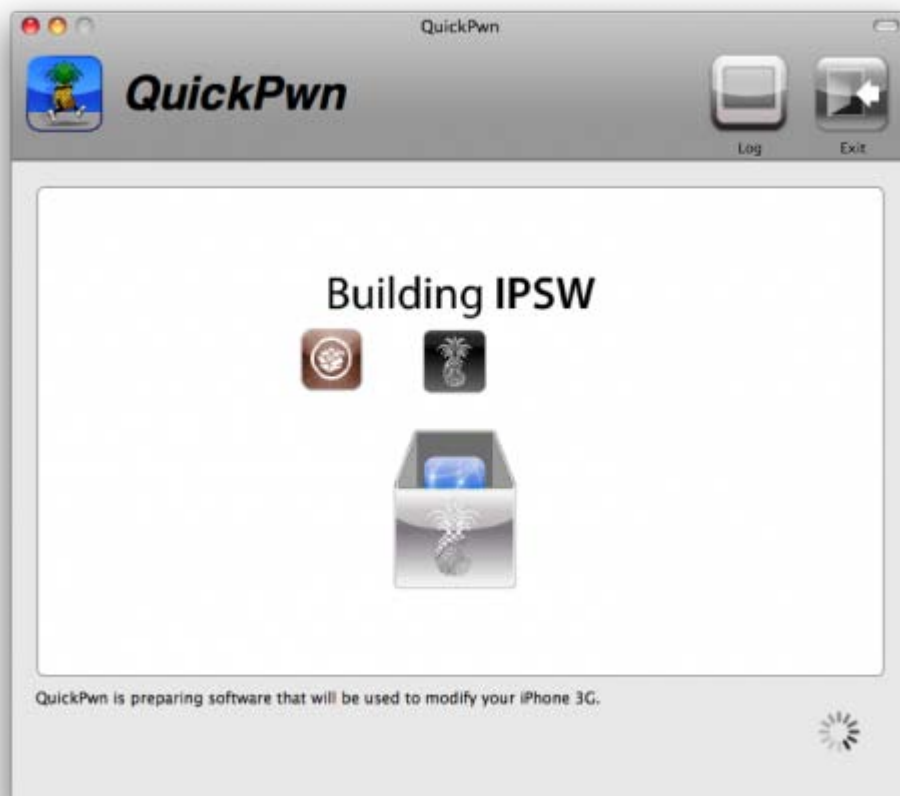 QuickPwn
QuickPwn
Log
Exit
Building IPSW
QuickPwn is preparing software that will be used to modify your iPhone 3G.